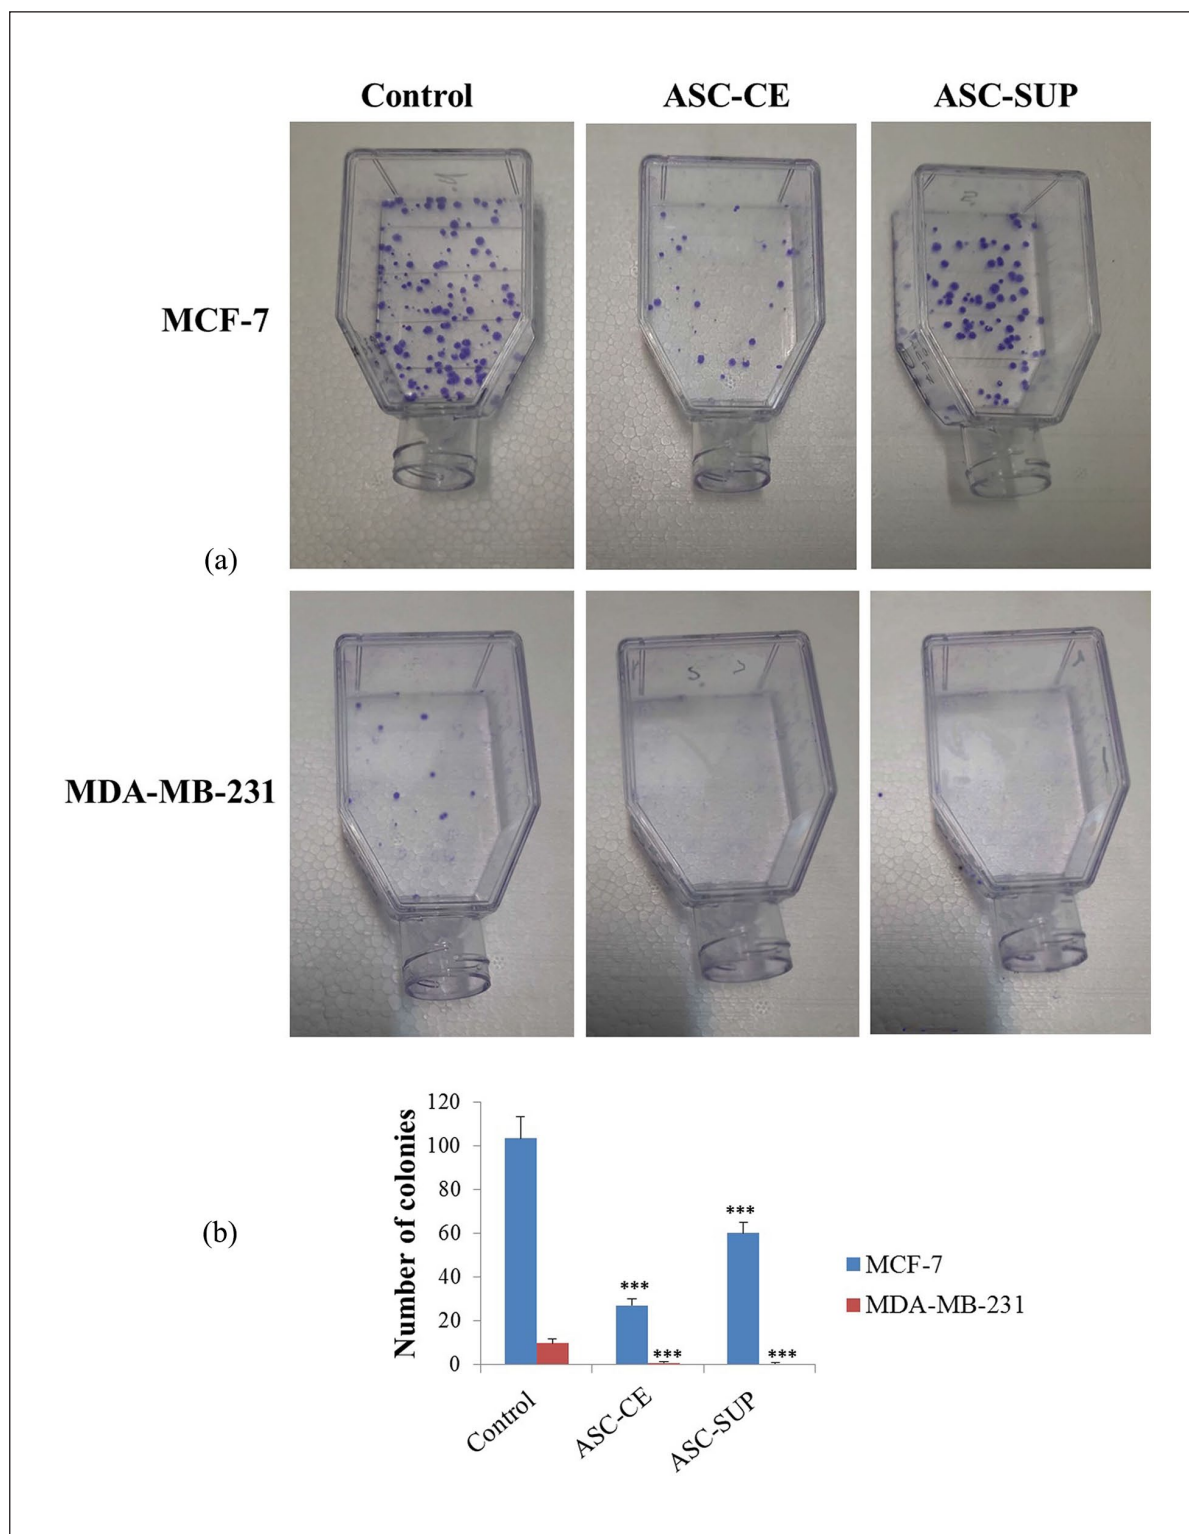 Control ASC-CE ASC-SUP
MCF-7
(a)
MDA-MB-231
(b)
Number of colonies
120
100
80
60
40
20
0
***
***
***
***
Control
ASC-CE
ASC-SUP
MCF-7
MDA-MB-231